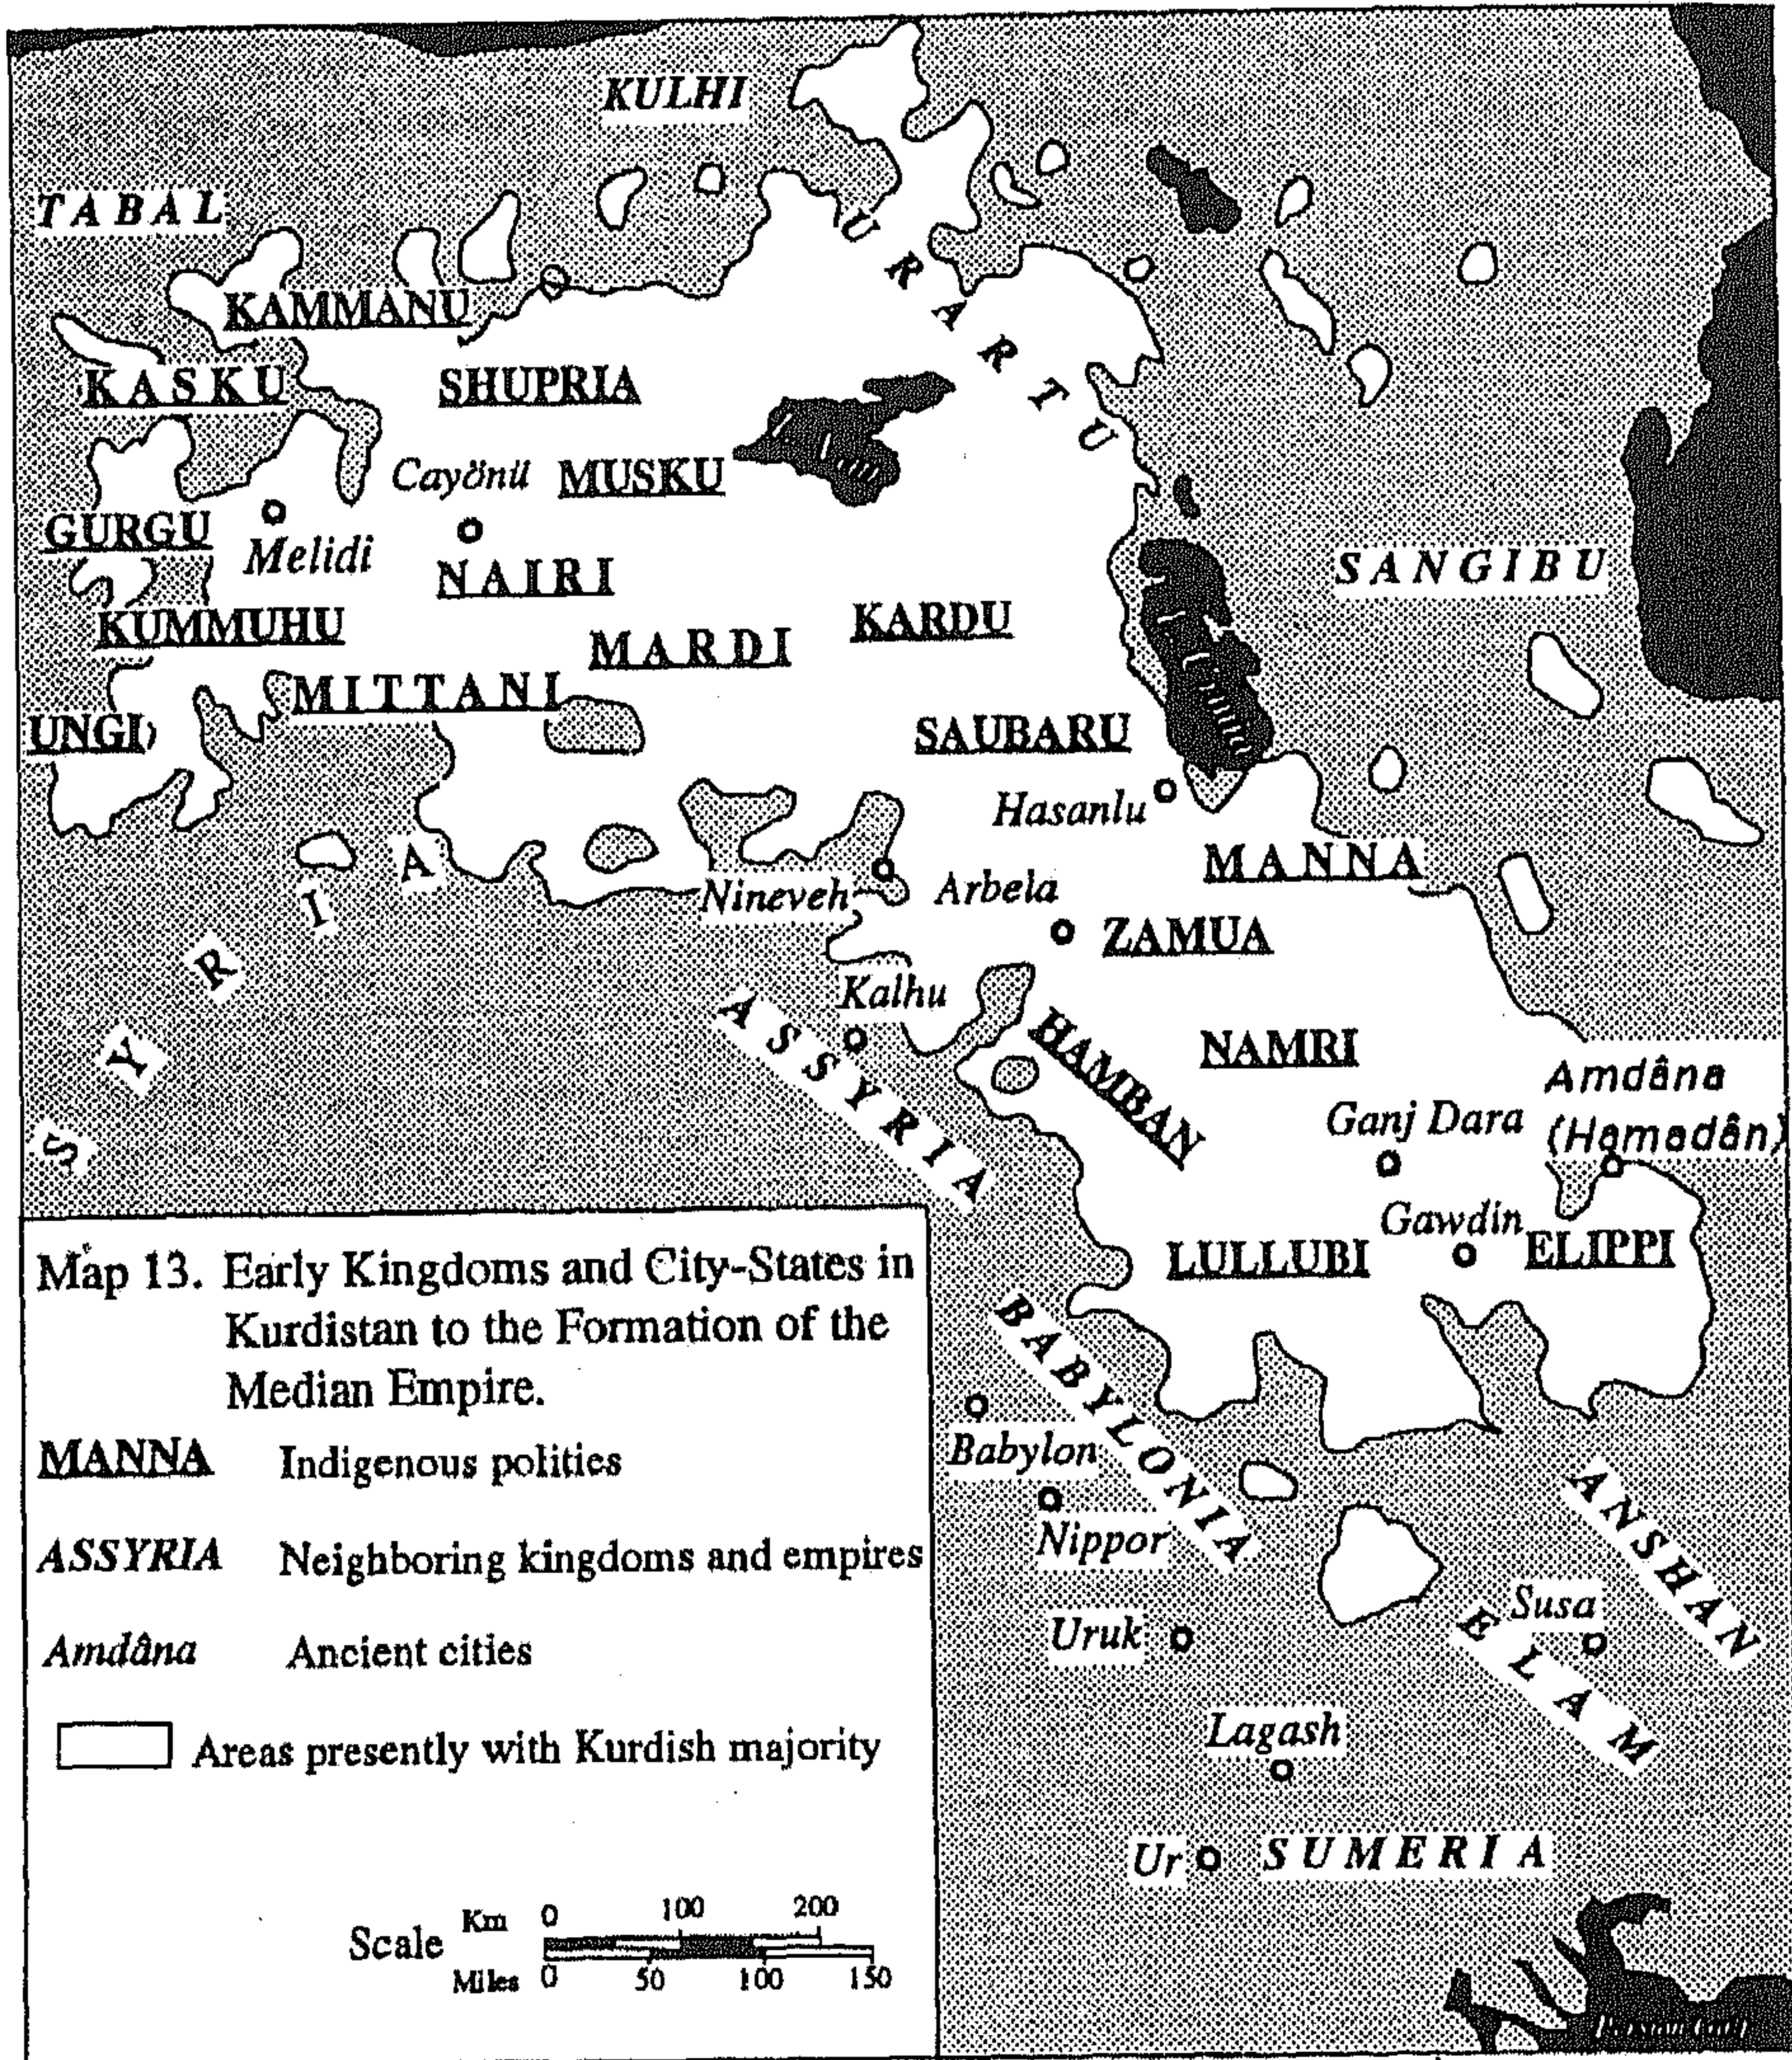 KULHI
TABAL
URARTU
KAMMANU
KASKU
SHUPRIA
Cayönü
MUSKU
GURGU
Melidi
NAIRI
SANGIBU
KUMMUHU
MARDI
KARDU
MITTANI
UNGI
SAUBARU
Hasanlu
MANNA
SYRIA
Nineveh
Arbela
ZAMUA
Kalhu
ASSYRIA
HAMBAN
NAMRI
Amdâna
(Hamadân)
Ganj Dara
Gawdin
LULLUBI
ELIPPI
BABYLONIA
Babylon
Nippor
ANSHAN
Susa
ELAM
Uruk
Lagash
Ur
SUMERIA
Map 13. Early Kingdoms and City-States in
Kurdistan to the Formation of the
Median Empire.
MANNA Indigenous polities
ASSYRIA Neighboring kingdoms and empires
Amdâna Ancient cities
Areas presently with Kurdish majority
Km 0 100 200
Scale
Miles 0 50 100 150